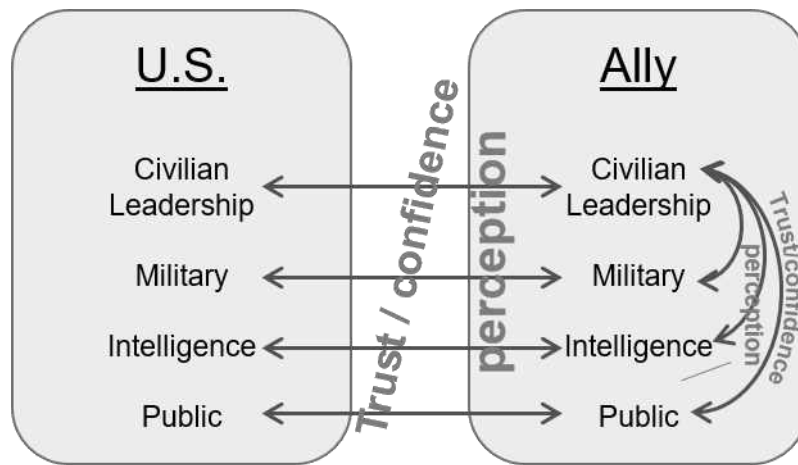 U.S.
Civilian
Leadership
Military
Intelligence
Public
Trust / confidence
perception
Ally
Civilian
Leadership
Military
Intelligence
Public
Trust/confidence
perception